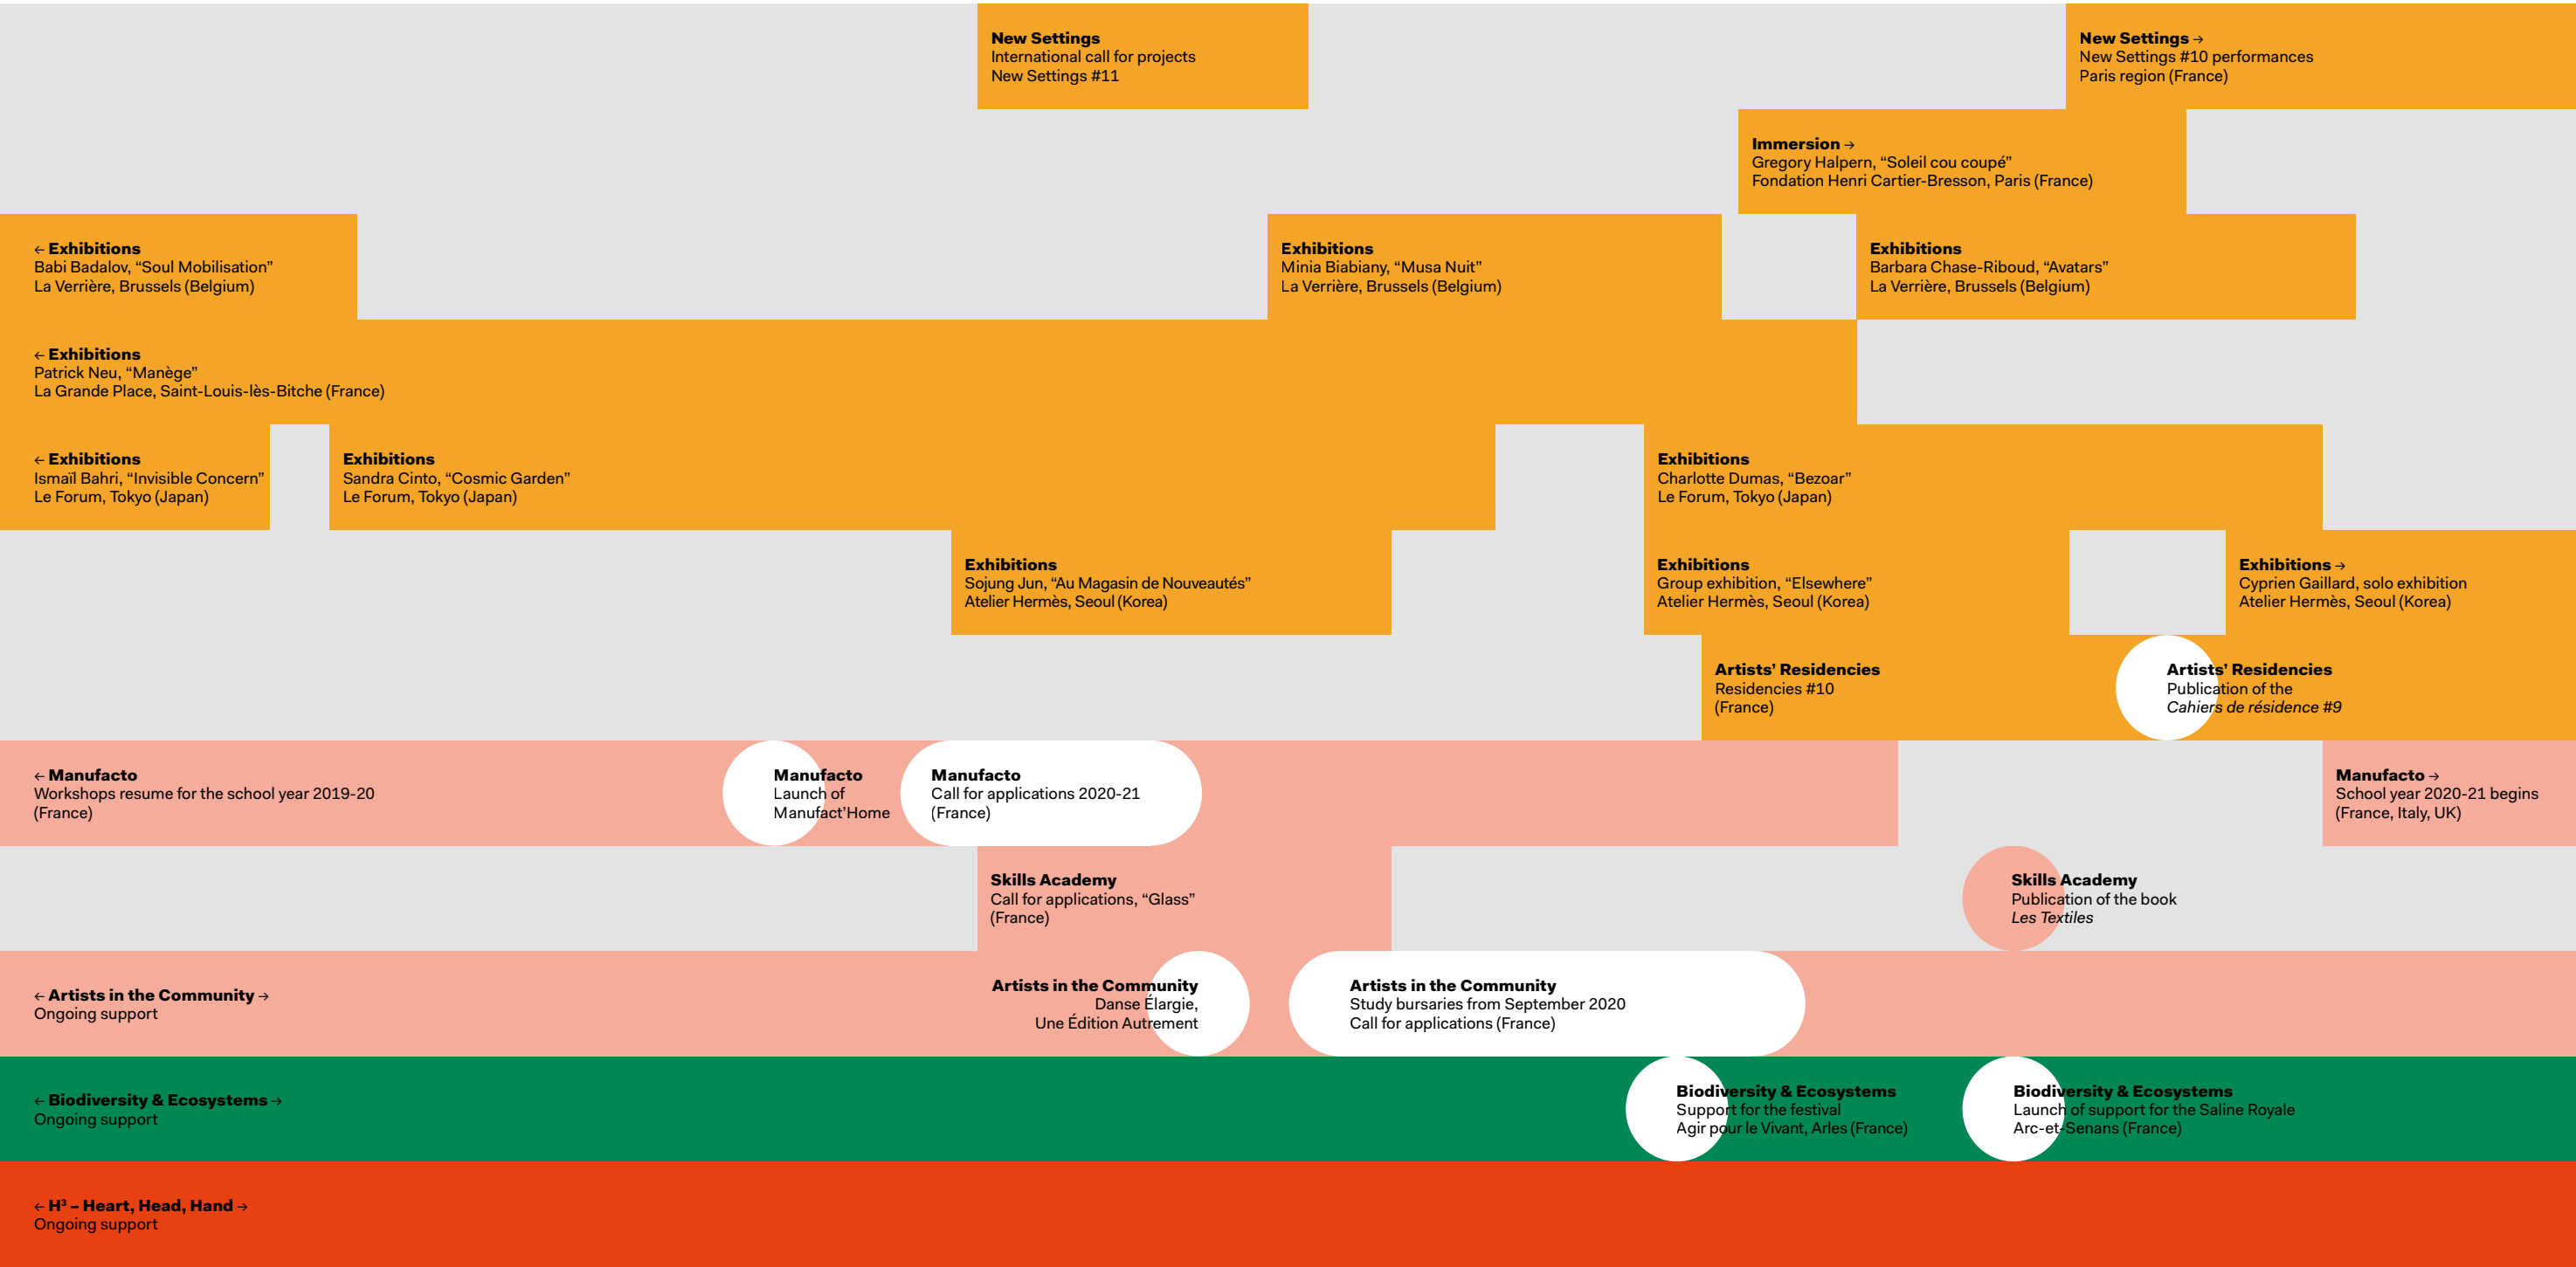 New Settings
International call for projects
New Settings #11
New Settings →
New Settings #10 performances
Paris region (France)
Immersion →
Gregory Halpern, “Soleil cou coupé”
Fondation Henri Cartier-Bresson, Paris (France)
← Exhibitions
Babi Badalov, “Soul Mobilisation”
La Verrière, Brussels (Belgium)
Exhibitions
Minia Biabiany, “Musa Nuit”
La Verrière, Brussels (Belgium)
Exhibitions
Barbara Chase-Riboud, “Avatars”
La Verrière, Brussels (Belgium)
← Exhibitions
Patrick Neu, “Manège”
La Grande Place, Saint-Louis-lès-Bitche (France)
← Exhibitions
Ismaïl Bahri, “Invisible Concern”
Le Forum, Tokyo (Japan)
Exhibitions
Sandra Cinto, “Cosmic Garden”
Le Forum, Tokyo (Japan)
Exhibitions
Charlotte Dumas, “Bezoar”
Le Forum, Tokyo (Japan)
Exhibitions
Sojung Jun, “Au Magasin de Nouveautés”
Atelier Hermès, Seoul (Korea)
Exhibitions
Group exhibition, “Elsewhere”
Atelier Hermès, Seoul (Korea)
Exhibitions →
Cyprien Gaillard, solo exhibition
Atelier Hermès, Seoul (Korea)
Artists’ Residencies
Residencies #10
(France)
Artists’ Residencies
Publication of the
Cahiers de résidence #9
← Manufacto
Workshops resume for the school year 2019-20
(France)
Manufacto
Launch of
Manufact’Home
Manufacto
Call for applications 2020-21
(France)
Manufacto →
School year 2020-21 begins
(France, Italy, UK)
Skills Academy
Call for applications, “Glass”
(France)
Skills Academy
Publication of the book
Les Textiles
← Artists in the Community →
Ongoing support
Artists in the Community
Danse Élargie,
Une Édition Autrement
Artists in the Community
Study bursaries from September 2020
Call for applications (France)
← Biodiversity & Ecosystems →
Ongoing support
Biodiversity & Ecosystems
Support for the festival
Agir pour le Vivant, Arles (France)
Biodiversity & Ecosystems
Launch of support for the Saline Royale
Arc-et-Senans (France)
← H³ – Heart, Head, Hand →
Ongoing support